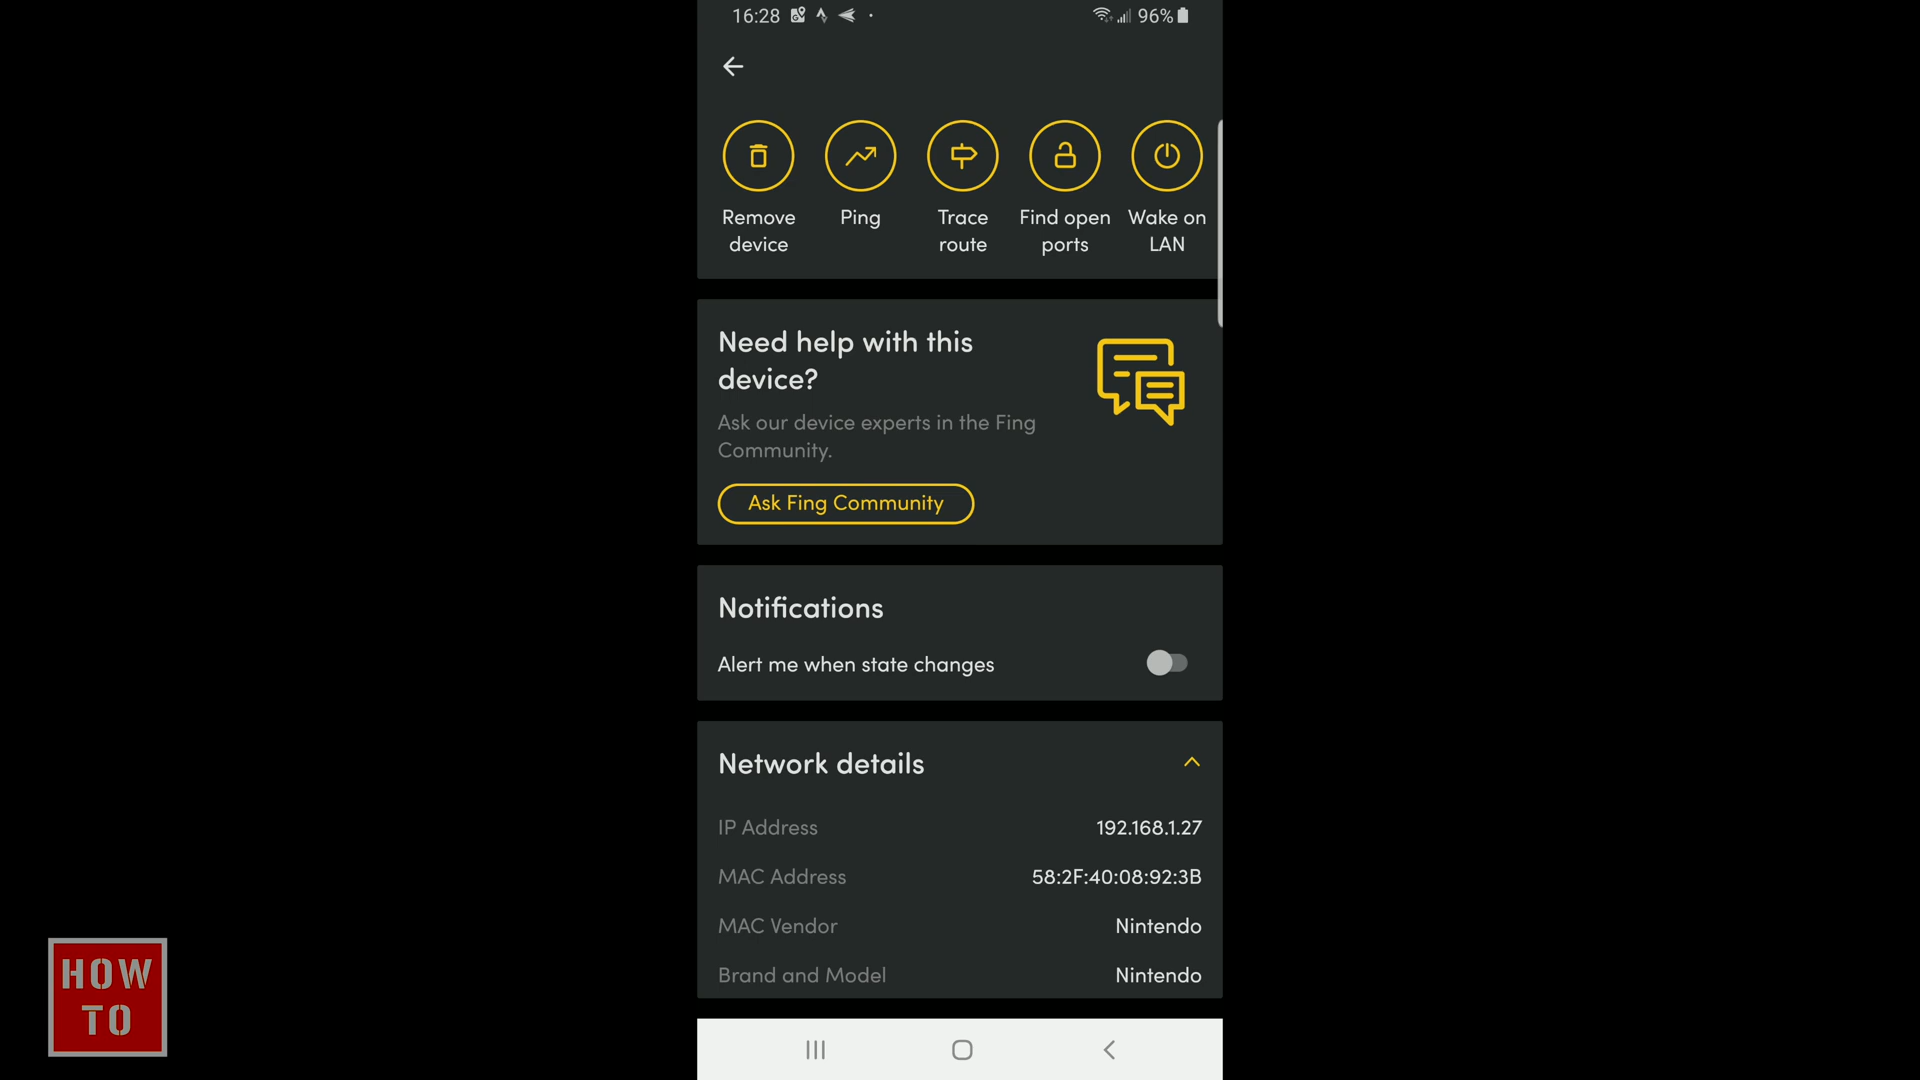 16:28
96%
Remove device
Ping
Trace route
Find open ports
Wake on LAN
Need help with this
device?
Ask our device experts in the Fing
Community.
Ask Fing Community
Notifications
Alert me when state changes
Network details
IP Address 192.168.1.27
MAC Address 58:2F:40:08:92:3B
MAC Vendor Nintendo
Brand and Model Nintendo
HOW
TO